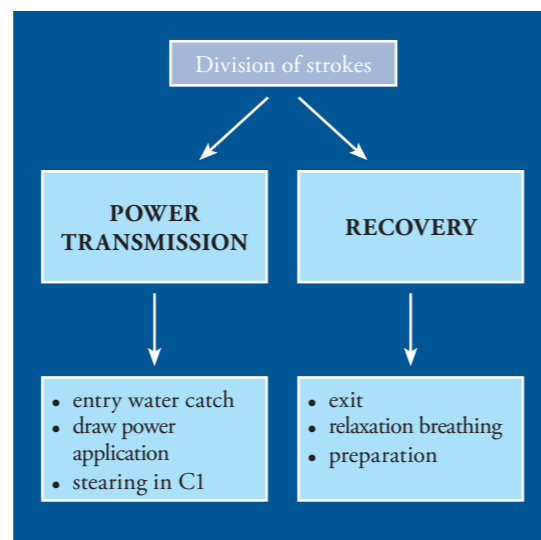 Division of strokes
POWER
TRANSMISSION
RECOVERY
• entry water catch
• draw power
application
• stearing in C1
• exit
• relaxation breathing
• preparation